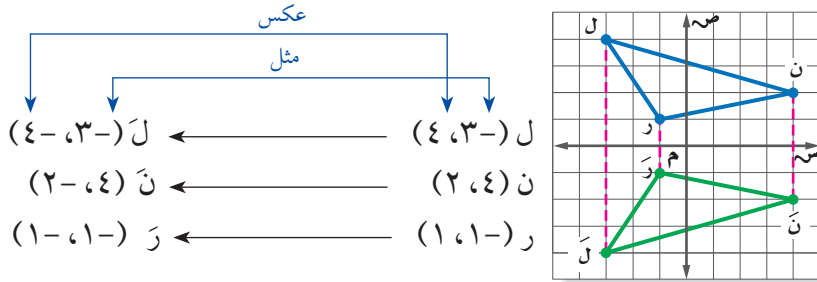 عكس
مثل
ل (-٣، ٤) لَ (-٣، -٤)
ن (٤، ٢) نَ (٤، -٢)
ر (-١، ١) رَ (-١، -١)
ص
ل
ن
ر
س
م
رَ
نَ
لَ